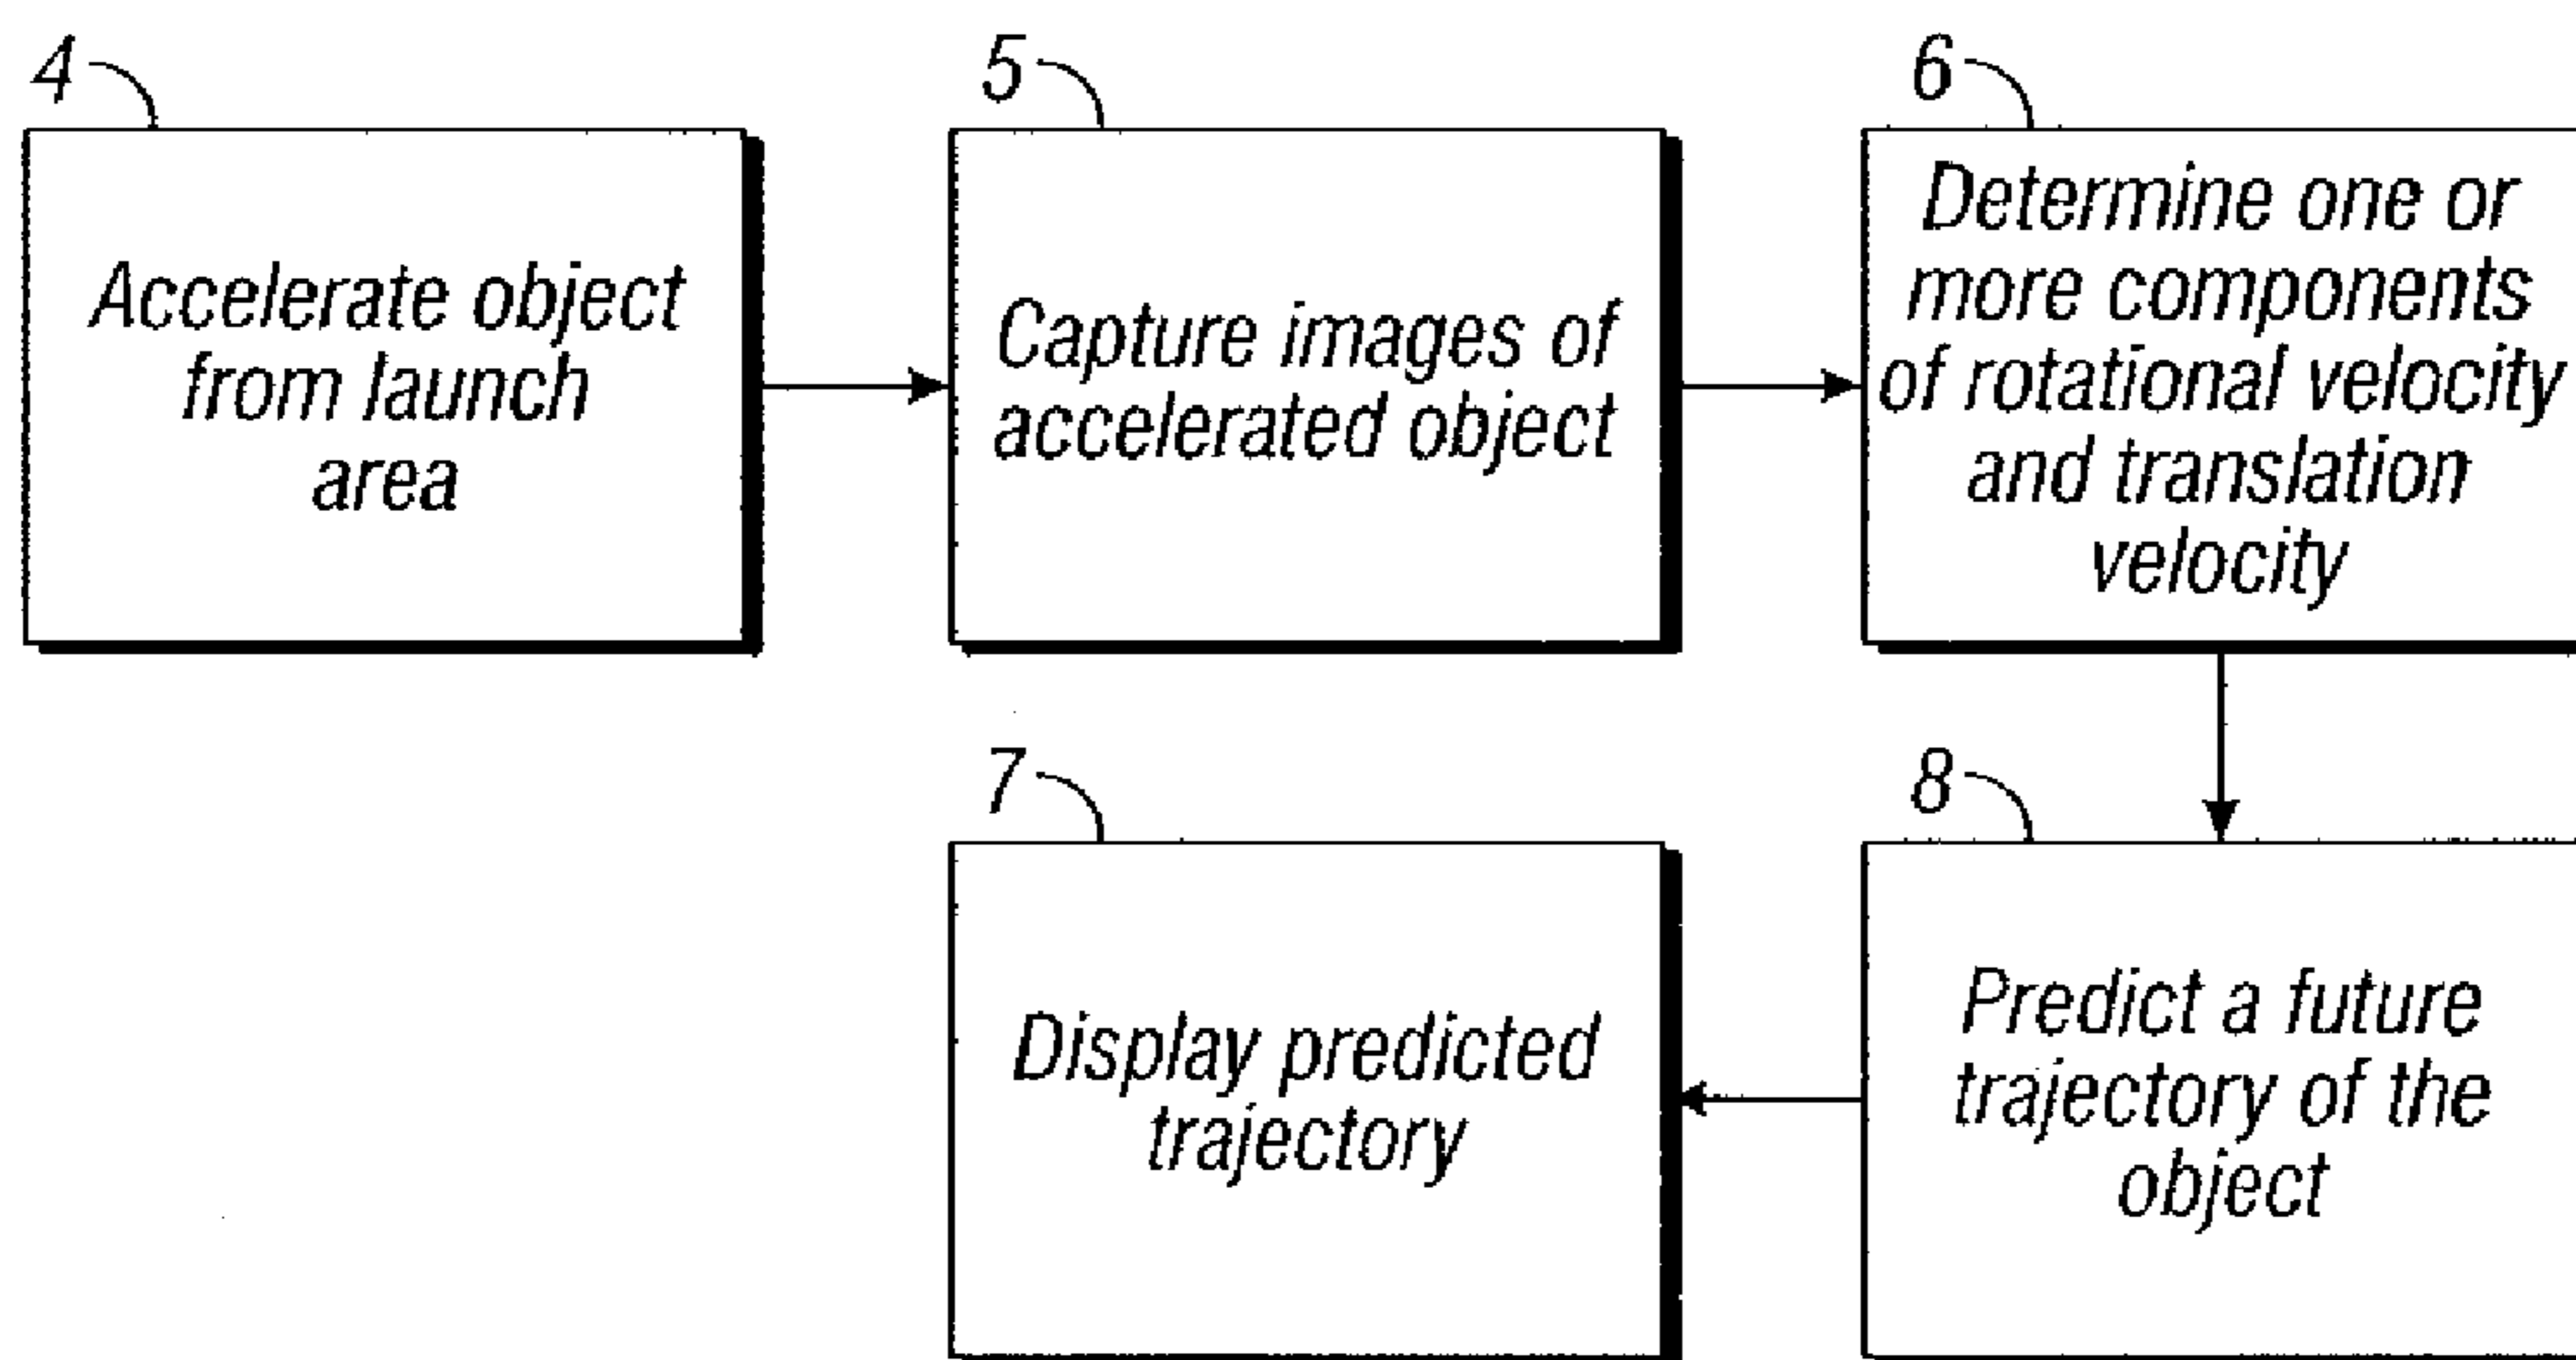 4
Accelerate object
from launch
area
5
Capture images of
accelerated object
6
Determine one or
more components
of rotational velocity
and translation
velocity
7
Display predicted
trajectory
8
Predict a future
trajectory of the
object